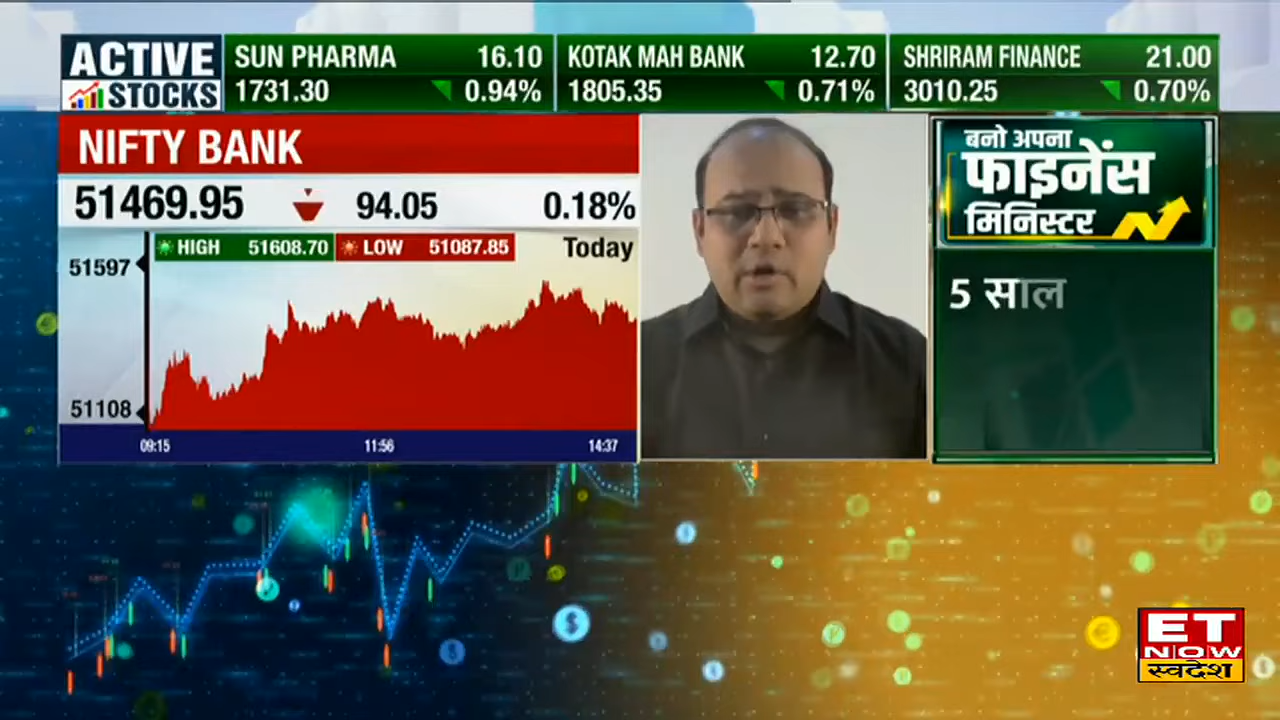 ACTIVE STOCKS
SUN PHARMA 16.10
1731.30 0.94%
KOTAK MAH BANK 12.70
1805.35 0.71%
SHRIRAM FINANCE 21.00
3010.25 0.70%
NIFTY BANK
51469.95 94.05 0.18%
HIGH 51608.70 LOW 51087.85 Today
51597
51108
09:15 11:56 14:37
बनो अपना
फाइनेंस
मिनिस्टर
5 साल
ET
NOW
स्वदेश